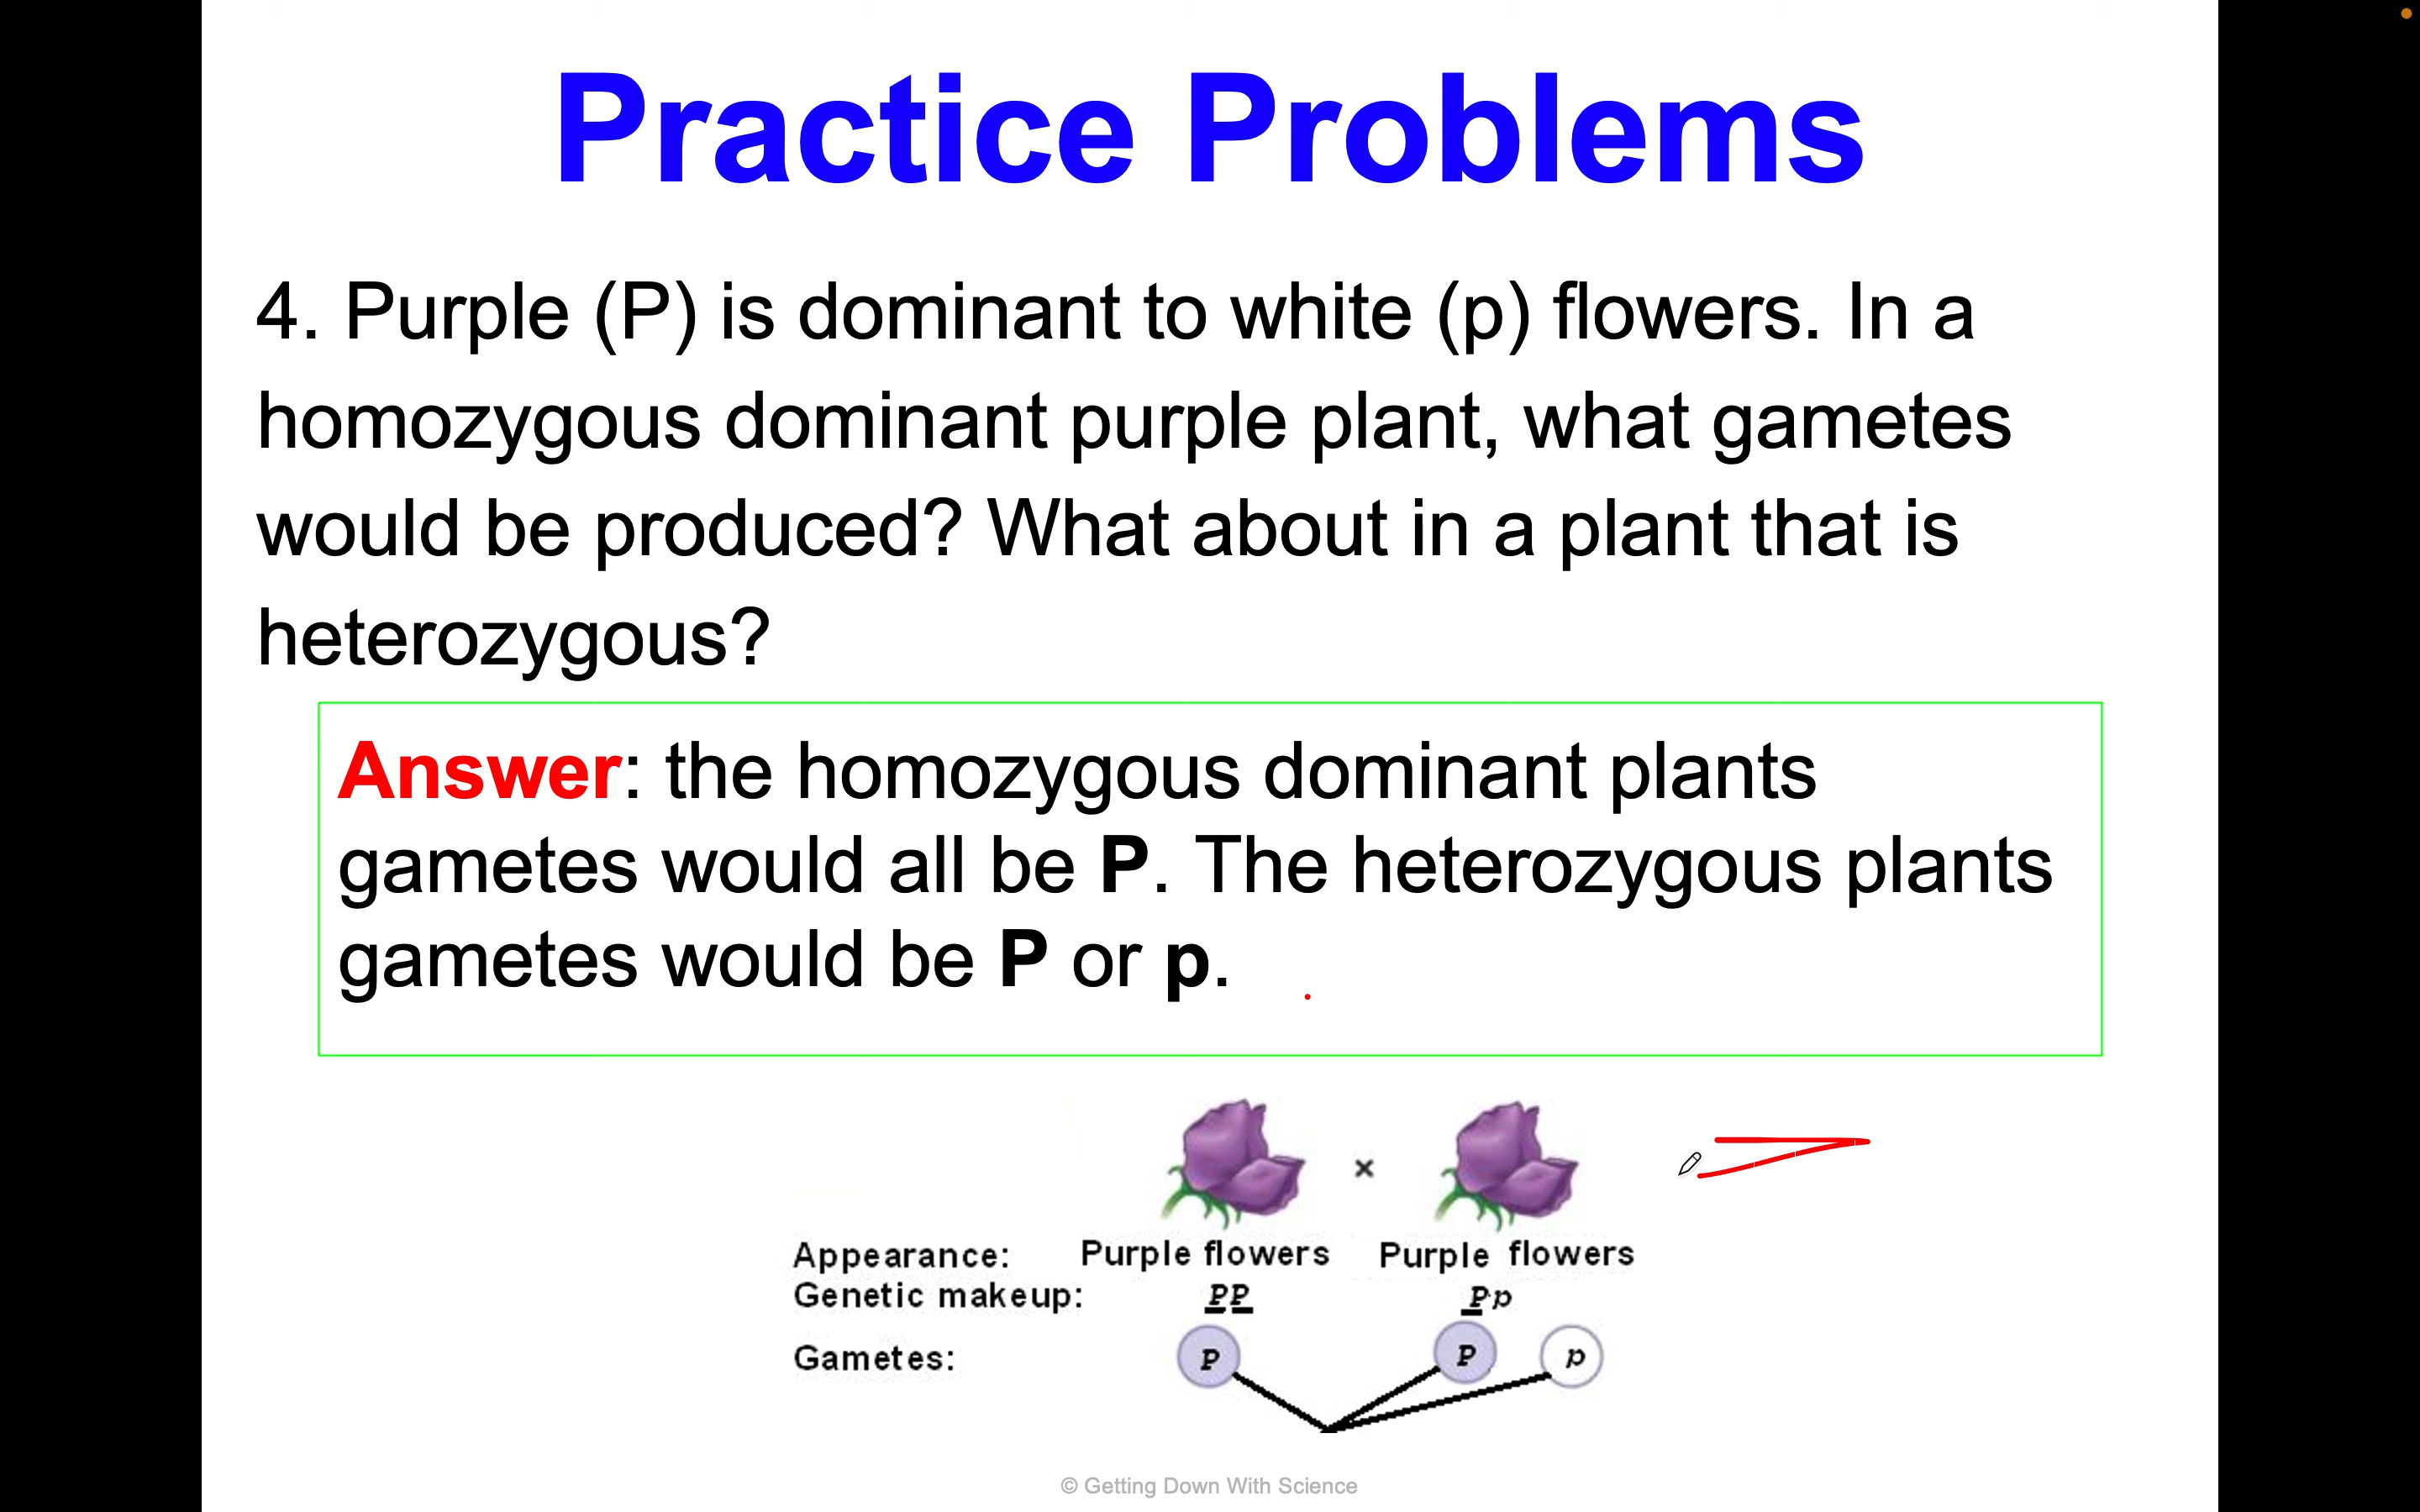 Practice Problems
4. Purple (P) is dominant to white (p) flowers. In a
homozygous dominant purple plant, what gametes
would be produced? What about in a plant that is
heterozygous?
Answer: the homozygous dominant plants
gametes would all be P. The heterozygous plants
gametes would be P or p.
×
Appearance: Purple flowers Purple flowers
Genetic makeup: PP Pp
Gametes: P P p
© Getting Down With Science